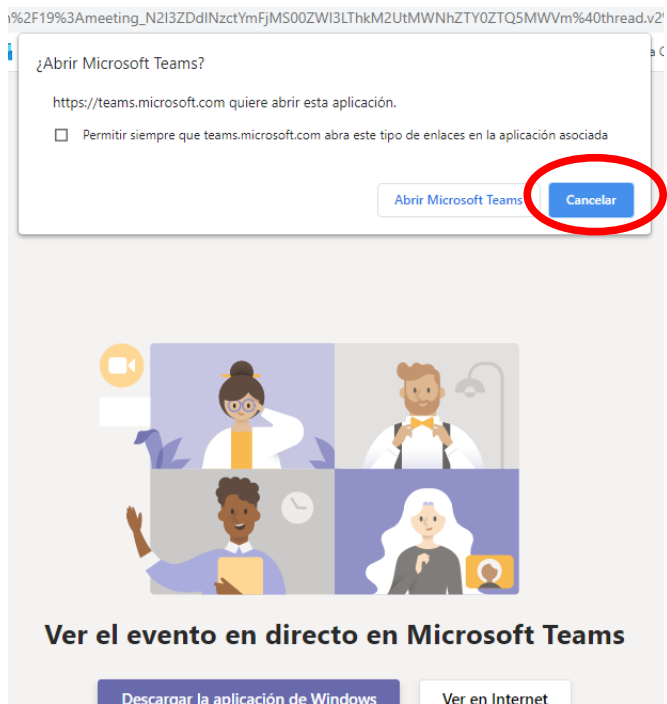 %2F19%3Ameeting_N2I3ZDdlNzctYmFjMS00ZWI3LThkM2UtMWNhZTY0ZTQ5MWVm%40thread.v2
¿Abrir Microsoft Teams?
https://teams.microsoft.com quiere abrir esta aplicación.
Permitir siempre que teams.microsoft.com abra este tipo de enlaces en la aplicación asociada
Abrir Microsoft Teams Cancelar
Ver el evento en directo en Microsoft Teams
Descargar la aplicación de Windows Ver en Internet